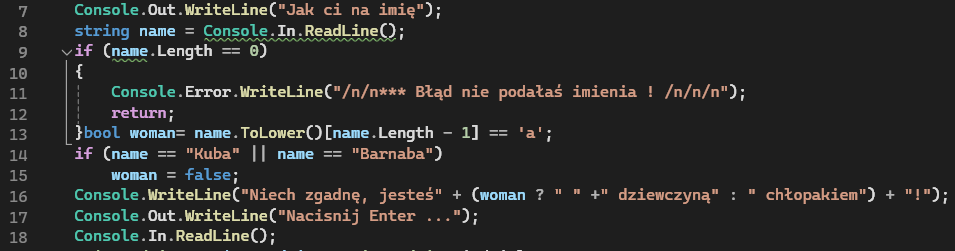 7 Console.Out.WriteLine("Jak ci na imię");
8 string name = Console.In.ReadLine();
9 if (name.Length == 0)
10 {
11 Console.Error.WriteLine("/n/n*** Błąd nie podałaś imienia ! /n/n/n");
12 return;
13 }bool woman= name.ToLower()[name.Length - 1] == 'a';
14 if (name == "Kuba" || name == "Barnaba")
15 woman = false;
16 Console.WriteLine("Niech zgadnę, jesteś" + (woman ? " " +" dziewczyną" : " chłopakiem") + "!");
17 Console.Out.WriteLine("Nacisnij Enter ...");
18 Console.In.ReadLine();